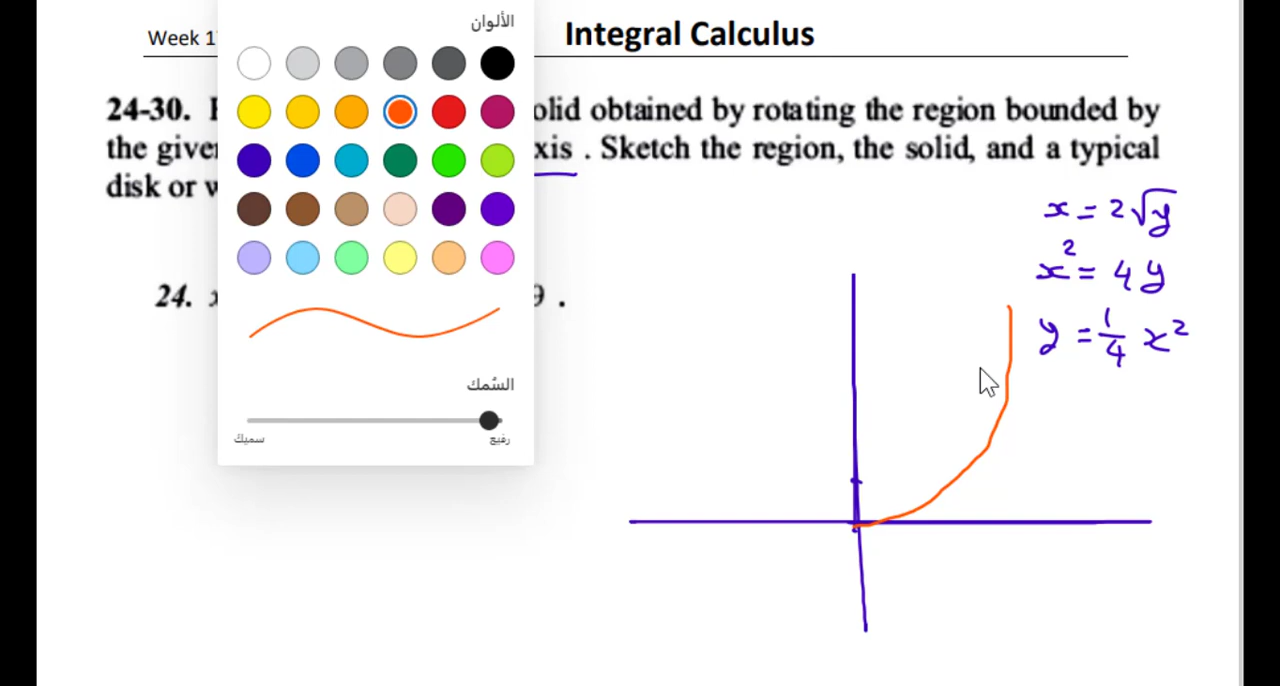 Week 1
Integral Calculus
الألوان
24-30.
olid obtained by rotating the region bounded by
the given
xis . Sketch the region, the solid, and a typical
disk or
24.
9 .
السُمك
سميك
رفيع
x = 2√y
x² = 4y
y = 1/4 x²